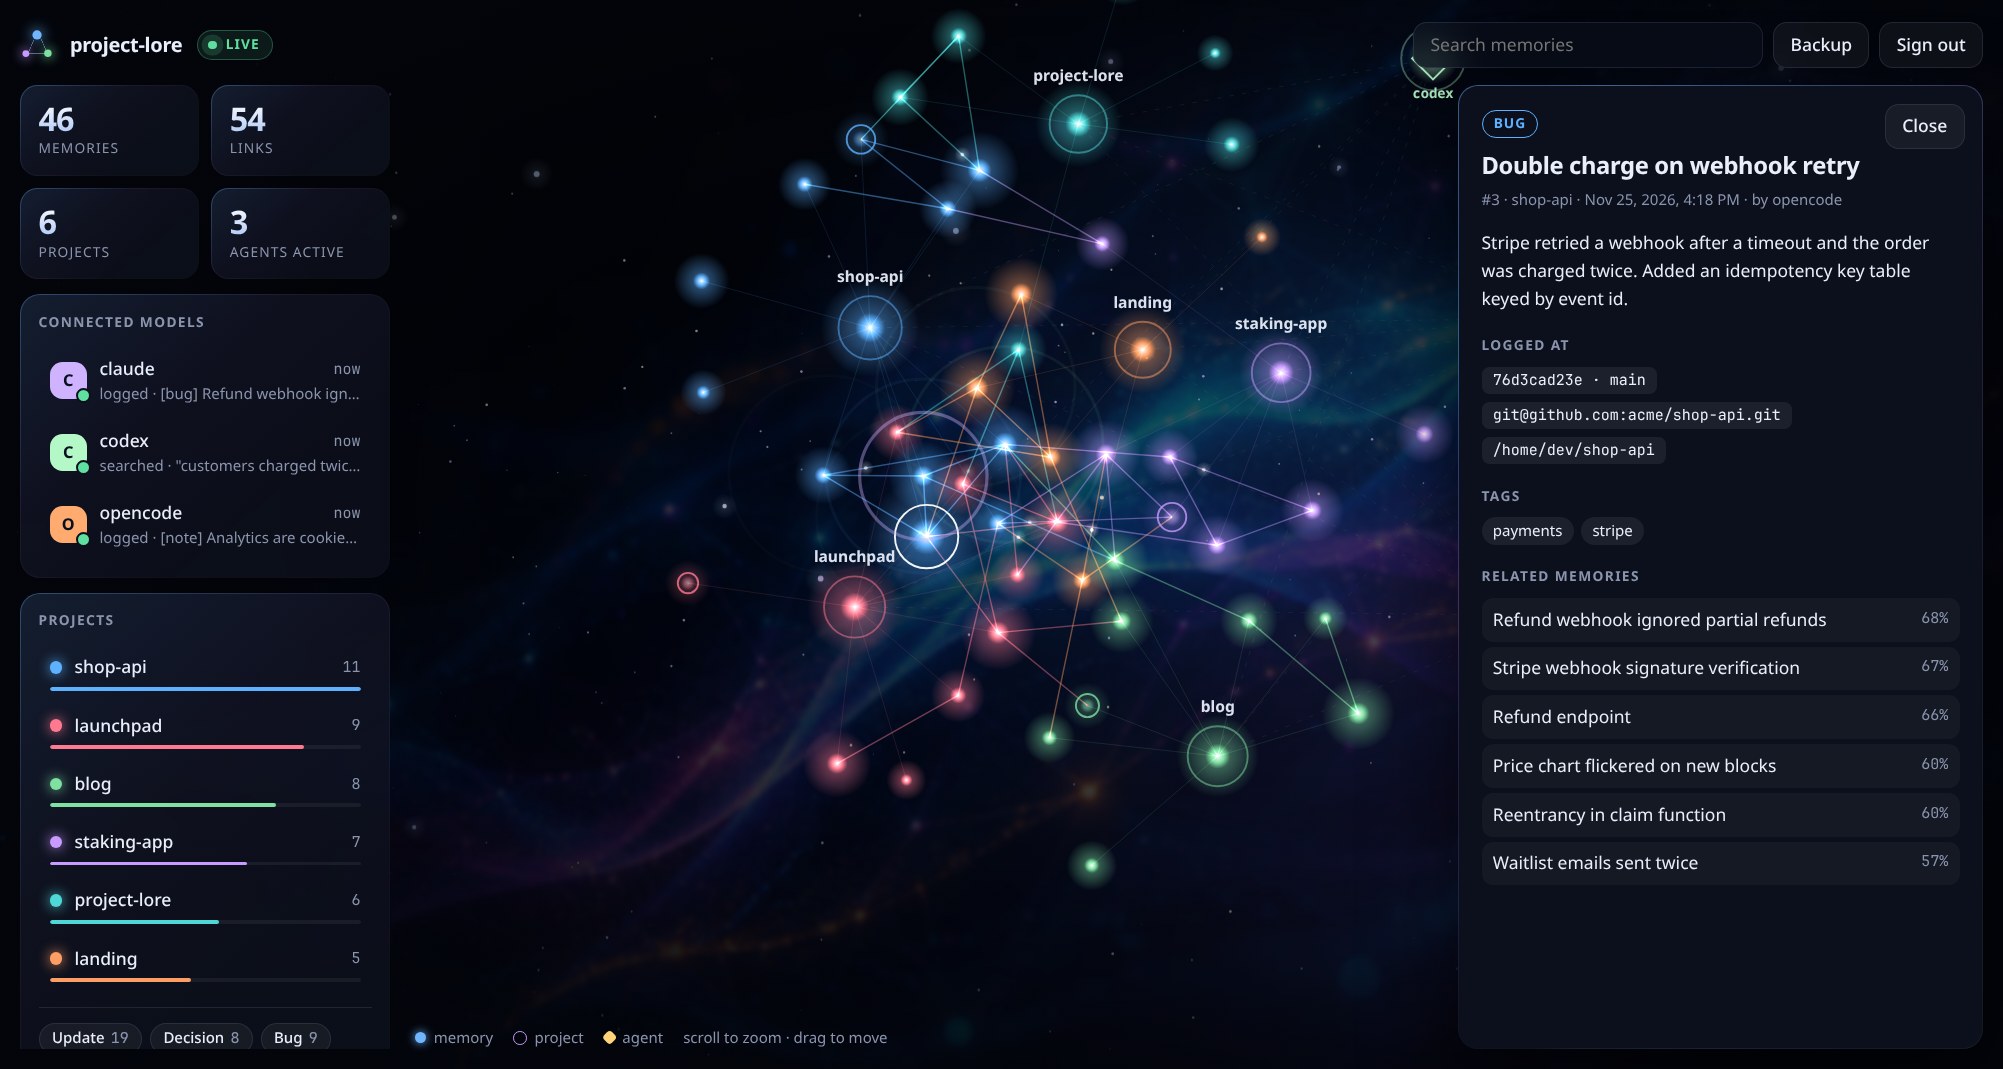 project-lore
LIVE
Search memories
Backup
Sign out
46
MEMORIES
54
LINKS
6
PROJECTS
3
AGENTS ACTIVE
CONNECTED MODELS
C
claude
now
logged · [bug] Refund webhook ign...
C
codex
now
searched · "customers charged twic...
O
opencode
now
logged · [note] Analytics are cookie...
PROJECTS
shop-api
11
launchpad
9
blog
8
staking-app
7
project-lore
6
landing
5
Update 19
Decision 8
Bug 9
project-lore
codex
shop-api
landing
staking-app
launchpad
blog
memory
project
agent
scroll to zoom · drag to move
BUG
Close
Double charge on webhook retry
#3 · shop-api · Nov 25, 2026, 4:18 PM · by opencode
Stripe retried a webhook after a timeout and the order
was charged twice. Added an idempotency key table
keyed by event id.
LOGGED AT
76d3cad23e · main
git@github.com:acme/shop-api.git
/home/dev/shop-api
TAGS
payments
stripe
RELATED MEMORIES
Refund webhook ignored partial refunds
68%
Stripe webhook signature verification
67%
Refund endpoint
66%
Price chart flickered on new blocks
60%
Reentrancy in claim function
60%
Waitlist emails sent twice
57%